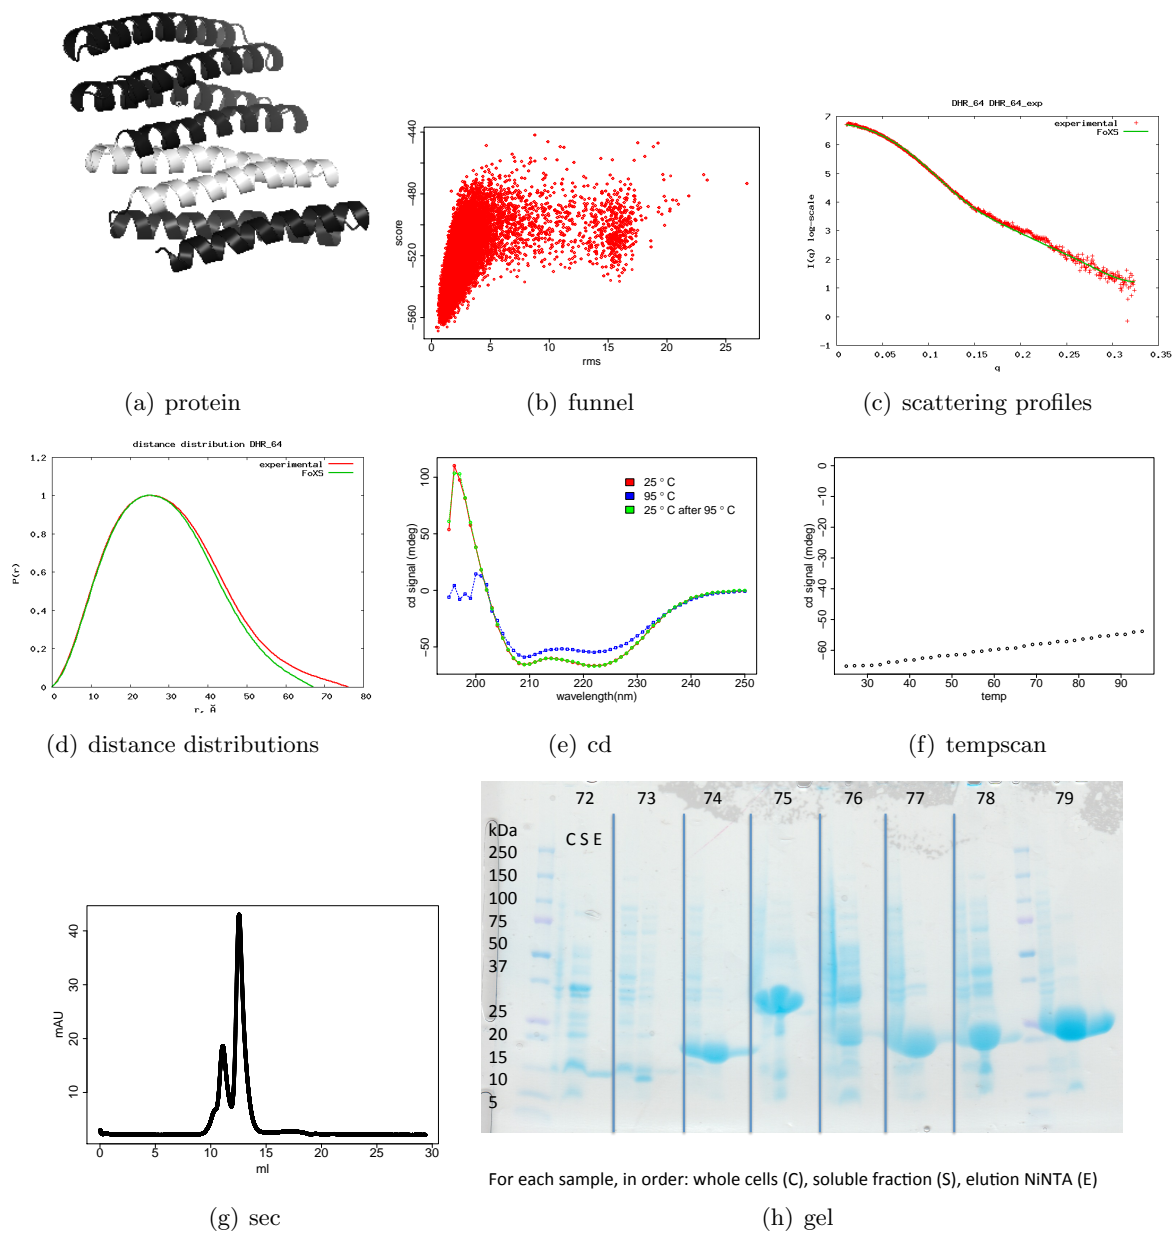 (a) protein
-440
-480
-520
-560
score
0
5
10
15
20
25
rms
(b) funnel
DHR_64 DHR_64_exp
experimental
FoXS
7
6
5
4
3
2
1
0
-1
I(q) log-scale
0
0.05
0.1
0.15
0.2
0.25
0.3
0.35
q
(c) scattering profiles
distance distribution DHR_64
experimental
FoXS
1.2
1
0.8
0.6
0.4
0.2
0
P(r)
0
10
20
30
40
50
60
70
80
(d) distance distributions
25 ° C
95 ° C
25 ° C after 95 ° C
100
50
0
50
cd signal (mdeg)
200
210
220
230
240
250
wavelength(nm)
(e) cd
0
-10
-20
-30
-40
-50
-60
cd signal (mdeg)
30
40
50
60
70
80
90
temp
(f) tempscan
40
30
20
10
mAU
0
5
10
15
20
25
30
ml
(g) sec
72 73 74 75 76 77 78 79
kDa
C S E
250
150
100
75
50
37
25
20
15
10
5
For each sample, in order: whole cells (C), soluble fraction (S), elution NiNTA (E)
(h) gel